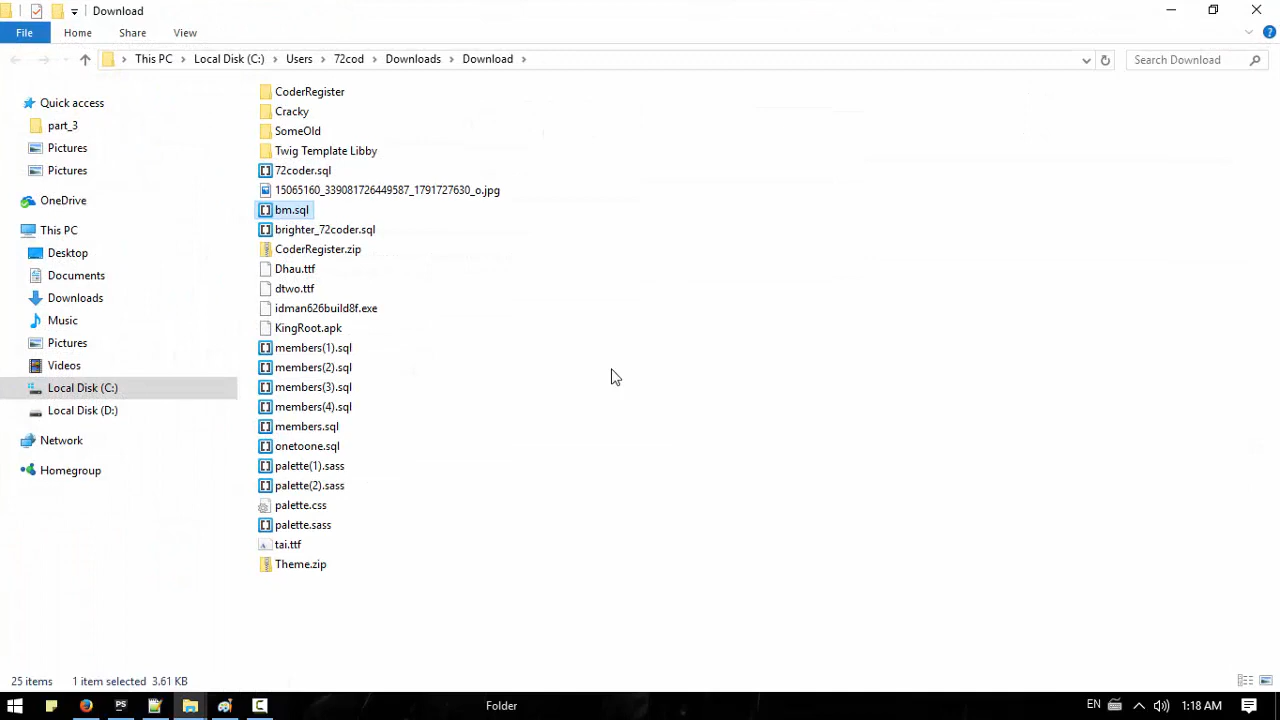 Download
File Home Share View
This PC Local Disk (C:) Users 72cod Downloads Download Search Download
Quick access
part_3
Pictures
Pictures
OneDrive
This PC
Desktop
Documents
Downloads
Music
Pictures
Videos
Local Disk (C:)
Local Disk (D:)
Network
Homegroup
CoderRegister
Cracky
SomeOld
Twig Template Libby
72coder.sql
15065160_339081726449587_1791727630_o.jpg
bm.sql
brighter_72coder.sql
CoderRegister.zip
Dhau.ttf
dtwo.ttf
idman626build8f.exe
KingRoot.apk
members(1).sql
members(2).sql
members(3).sql
members(4).sql
members.sql
onetoone.sql
palette(1).sass
palette(2).sass
palette.css
palette.sass
tai.ttf
Theme.zip
25 items 1 item selected 3.61 KB
PS Folder EN 1:18 AM